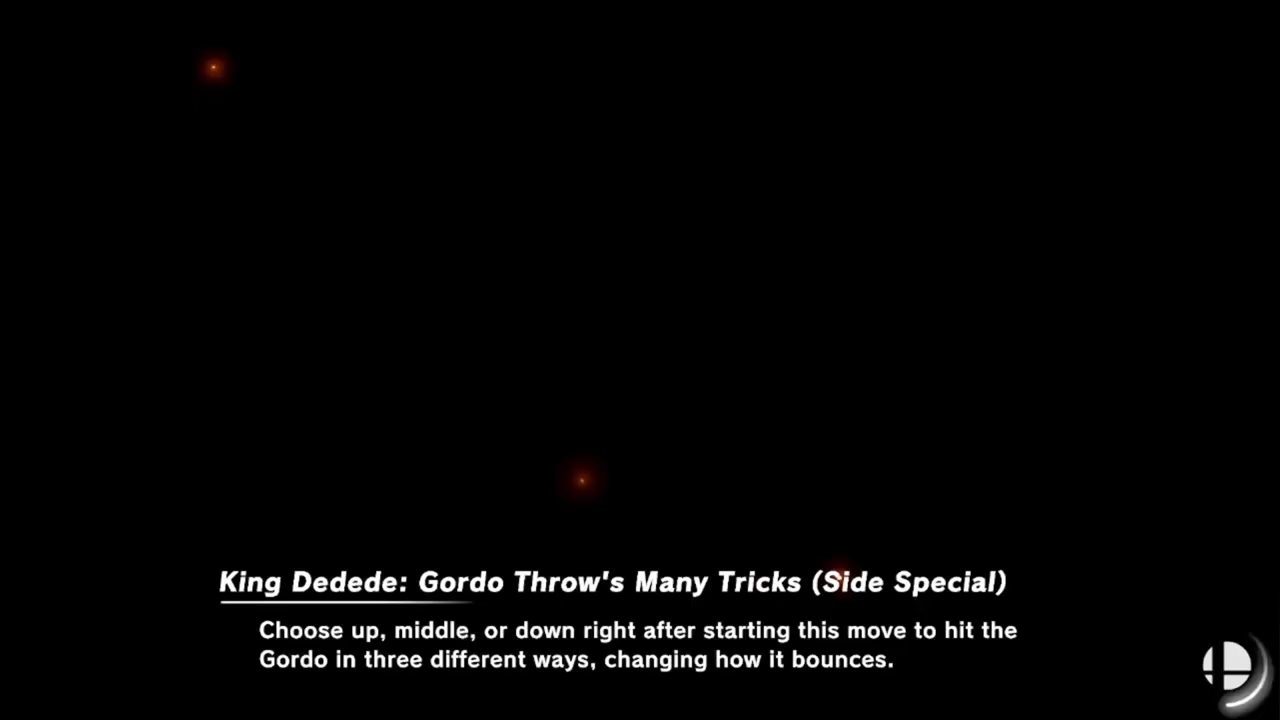 King Dedede: Gordo Throw's Many Tricks (Side Special)
Choose up, middle, or down right after starting this move to hit the
Gordo in three different ways, changing how it bounces.